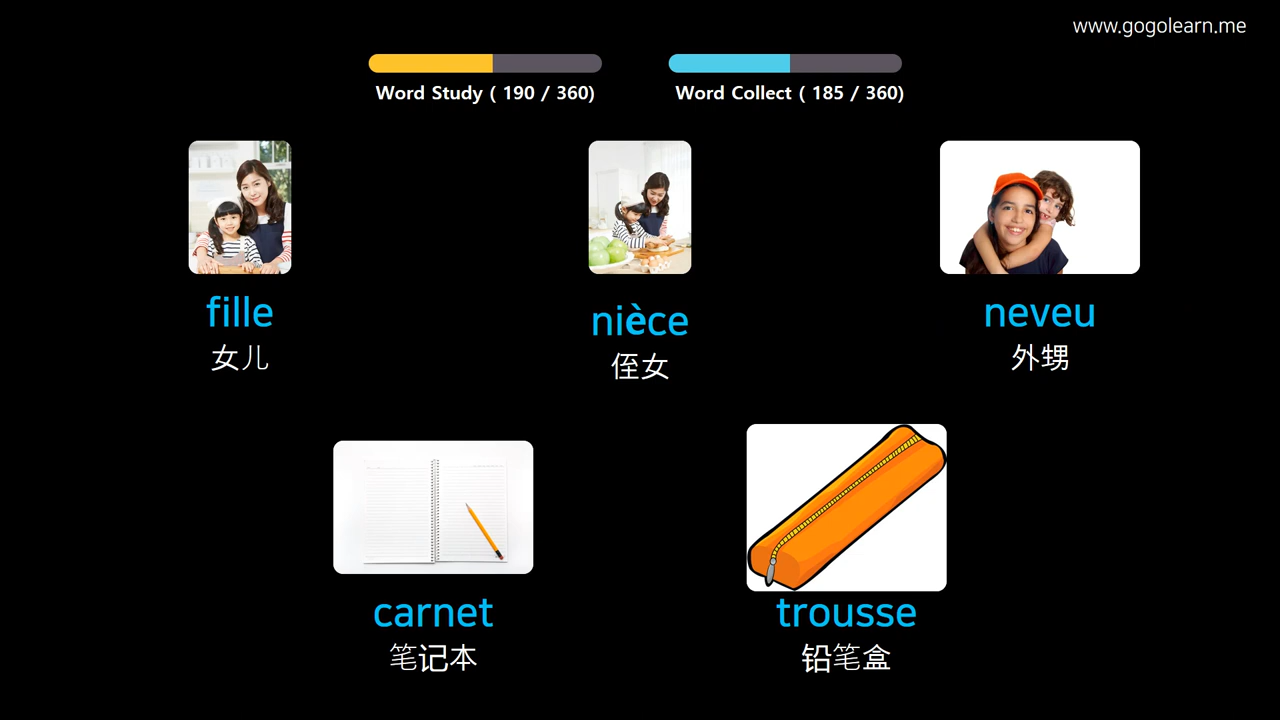 www.gogolearn.me
Word Study ( 190 / 360)
Word Collect ( 185 / 360)
fille
女儿
nièce
侄女
neveu
外甥
carnet
笔记本
trousse
铅笔盒